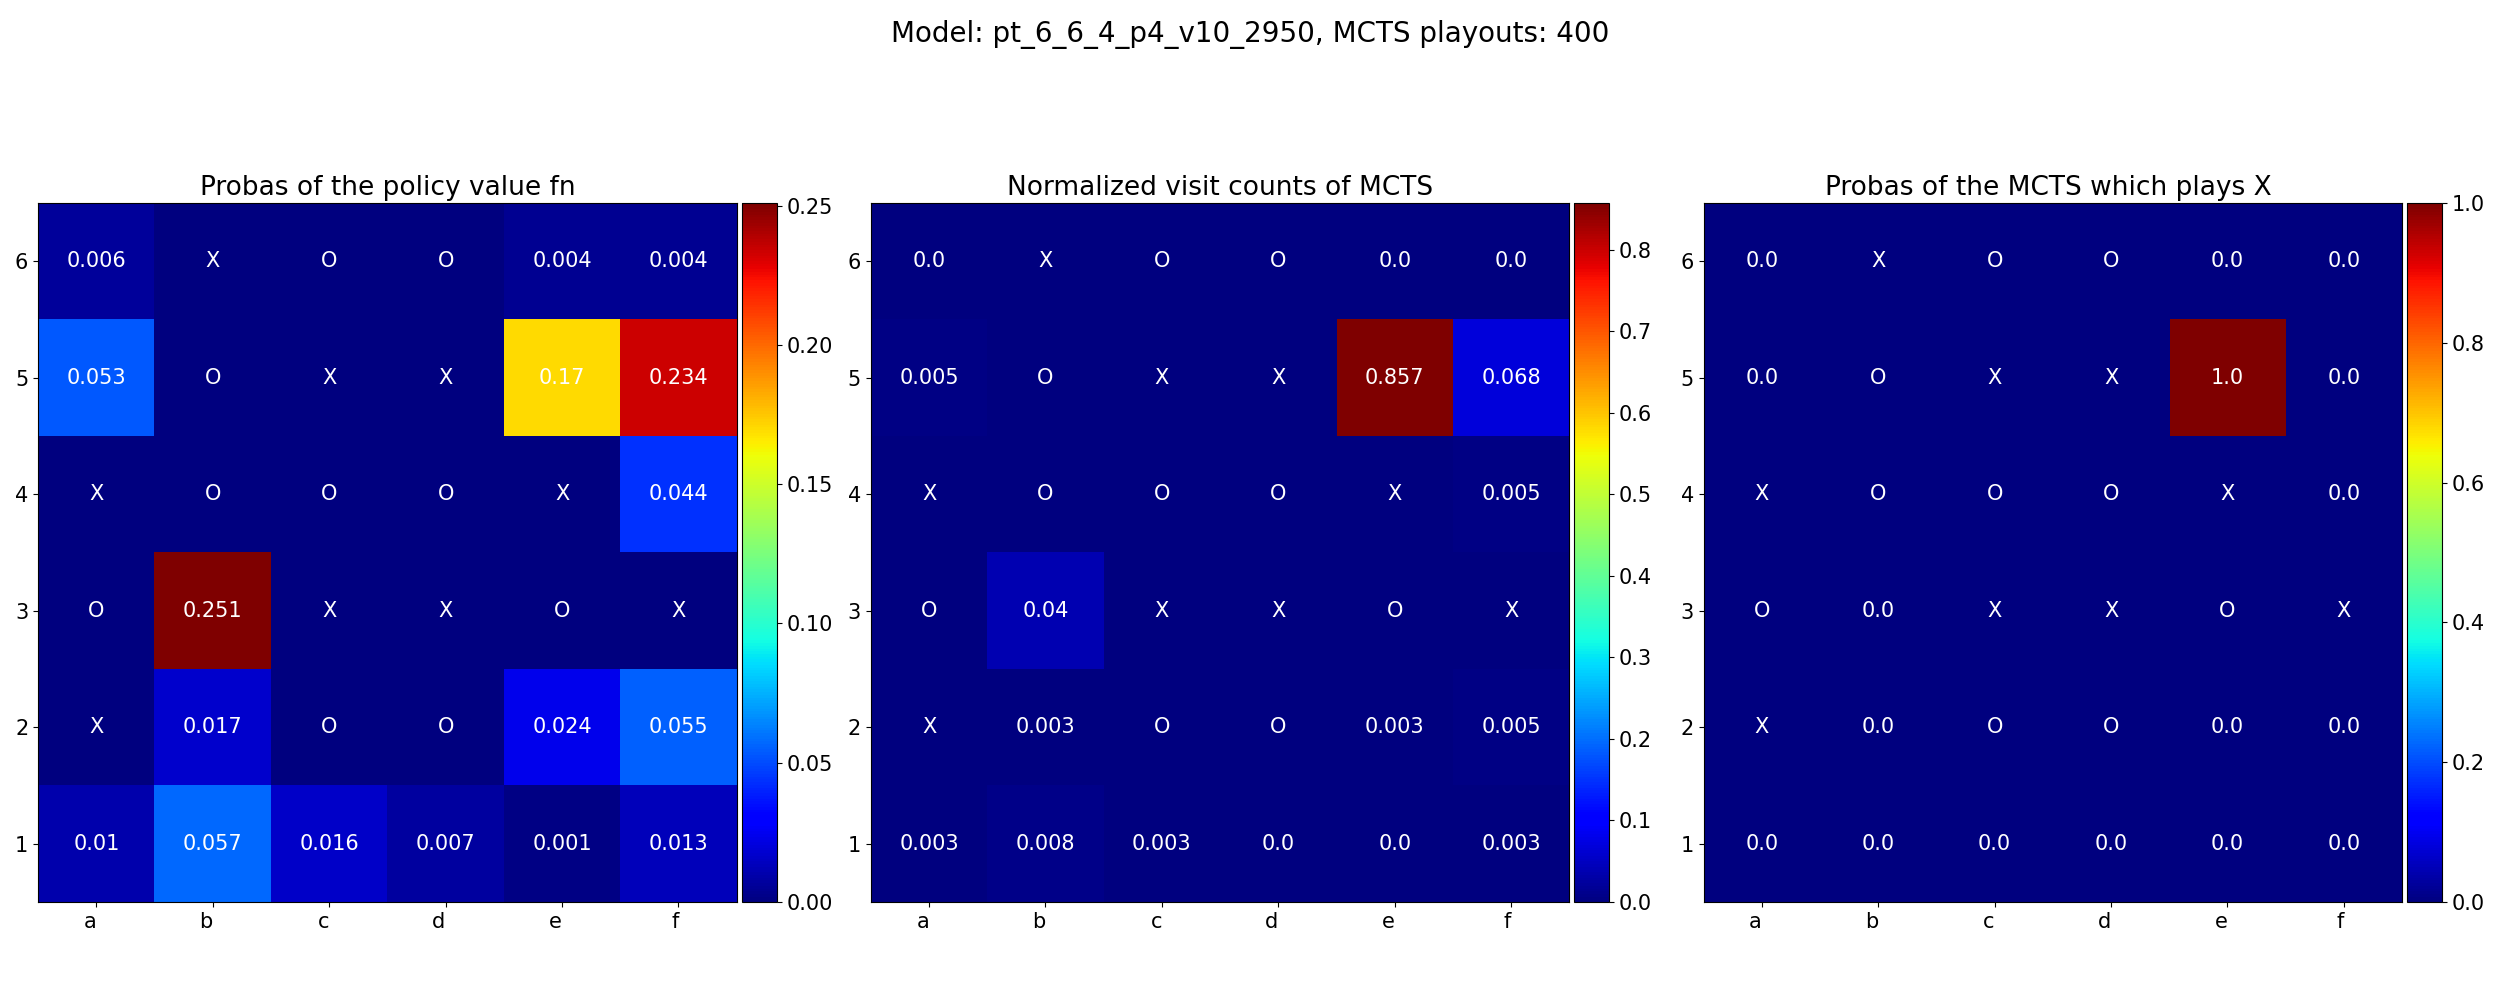 Model: pt_6_6_4_p4_v10_2950, MCTS playouts: 400
Probas of the policy value fn
6 0.006 X O O 0.004 0.004
5 0.053 O X X 0.17 0.234
4 X O O O X 0.044
3 O 0.251 X X O X
2 X 0.017 O O 0.024 0.055
1 0.01 0.057 0.016 0.007 0.001 0.013
a b c d e f
0.25
0.20
0.15
0.10
0.05
0.00
Normalized visit counts of MCTS
6 0.0 X O O 0.0 0.0
5 0.005 O X X 0.857 0.068
4 X O O O X 0.005
3 O 0.04 X X O X
2 X 0.003 O O 0.003 0.005
1 0.003 0.008 0.003 0.0 0.0 0.003
a b c d e f
0.8
0.7
0.6
0.5
0.4
0.3
0.2
0.1
0.0
Probas of the MCTS which plays X
6 0.0 X O O 0.0 0.0
5 0.0 O X X 1.0 0.0
4 X O O O X 0.0
3 O 0.0 X X O X
2 X 0.0 O O 0.0 0.0
1 0.0 0.0 0.0 0.0 0.0 0.0
a b c d e f
1.0
0.8
0.6
0.4
0.2
0.0